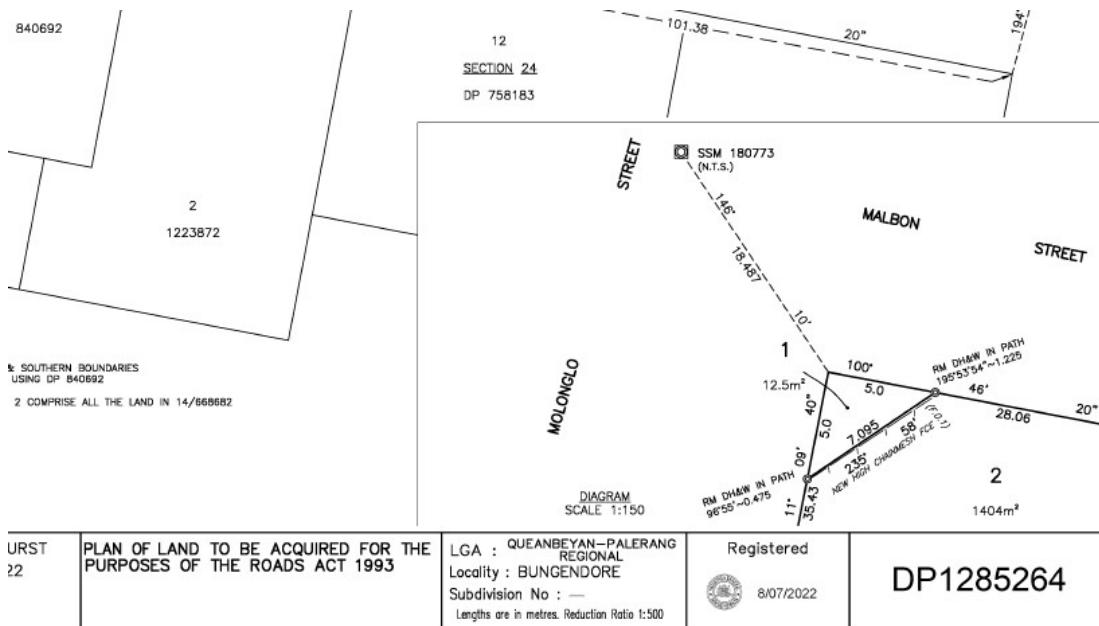 840692
12
SECTION 24
DP 758183
101.38
20"
194°
2
1223872
& SOUTHERN BOUNDARIES
USING DP 840692
2 COMPRISE ALL THE LAND IN 14/668682
STREET
SSM 180773
(N.T.S.)
146°
18.487
10'
MALBON
STREET
MOLONGLO
1
12.5m²
100°
5.0
46'
28.06
20"
RM DH&W IN PATH
195°53'54"~1.225
40"
5.0
09'
11°
35.43
7.095
235°
58'
(F.O.1)
NEW HIGH CHAINMESH FCE
RM DH&W IN PATH
96°55'~0.475
2
1404m²
DIAGRAM
SCALE 1:150
URST
22
PLAN OF LAND TO BE ACQUIRED FOR THE
PURPOSES OF THE ROADS ACT 1993
LGA : QUEANBEYAN-PALERANG
REGIONAL
Locality : BUNGENDORE
Subdivision No : —
Lengths are in metres. Reduction Ratio 1:500
Registered
8/07/2022
DP1285264